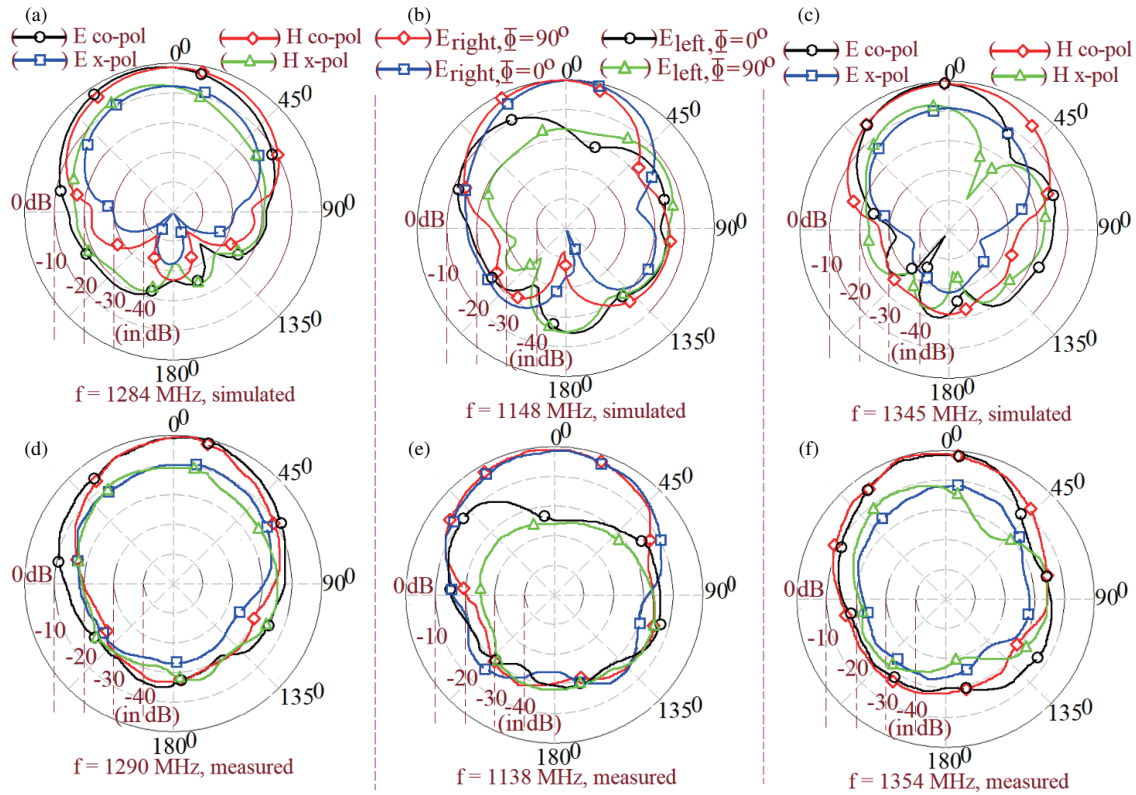 (a)
E co-pol
H co-pol
E x-pol
H x-pol
0⁰
45⁰
90⁰
135⁰
180⁰
0 dB
-10
-20
-30
-40
(in dB)
f = 1284 MHz, simulated
(b)
E right, Φ=90⁰
E left, Φ=0⁰
E right, Φ=0⁰
E left, Φ=90⁰
0⁰
45⁰
90⁰
135⁰
180⁰
0 dB
-10
-20
-30
-40
(in dB)
f = 1148 MHz, simulated
(c)
E co-pol
H co-pol
E x-pol
H x-pol
0⁰
45⁰
90⁰
135⁰
180⁰
0 dB
-10
-20
-30
-40
(in dB)
f = 1345 MHz, simulated
(d)
0⁰
45⁰
90⁰
135⁰
180⁰
0 dB
-10
-20
-30
-40
(in dB)
f = 1290 MHz, measured
(e)
0⁰
45⁰
90⁰
135⁰
180⁰
0 dB
-10
-20
-30
-40
(in dB)
f = 1138 MHz, measured
(f)
0⁰
45⁰
90⁰
135⁰
180⁰
0 dB
-10
-20
-30
-40
(in dB)
f = 1354 MHz, measured